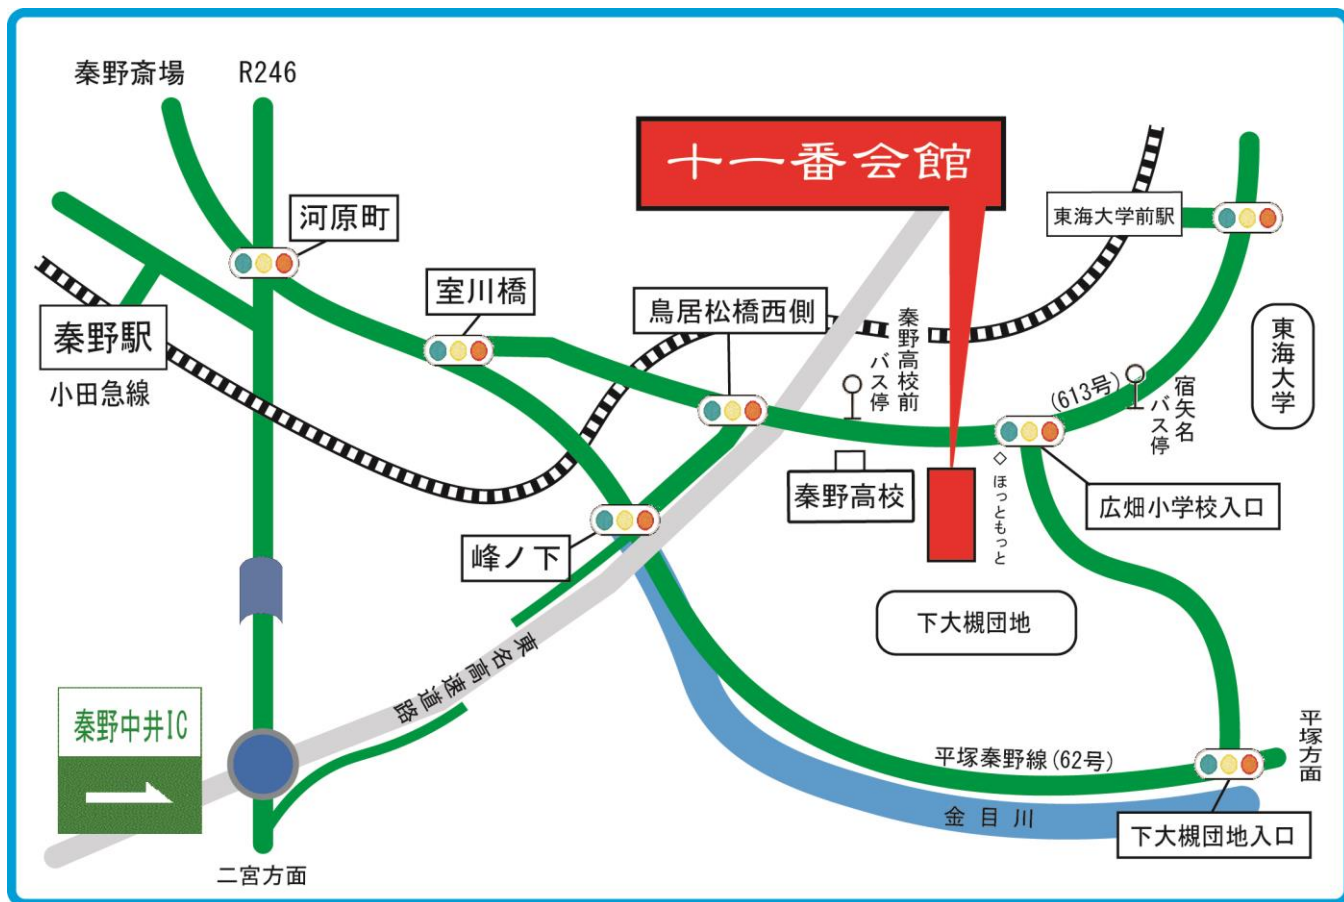 秦野斎場
R246
十一番会館
河原町
東海大学前駅
室川橋
鳥居松橋西側
秦野駅
小田急線
秦野高校前
バス停
(613号)
宿矢名
バス停
東海大学
秦野高校
ほっともっと
広畑小学校入口
峰ノ下
下大槻団地
東名高速道路
秦野中井IC
平塚秦野線(62号)
平塚方面
金目川
下大槻団地入口
二宮方面